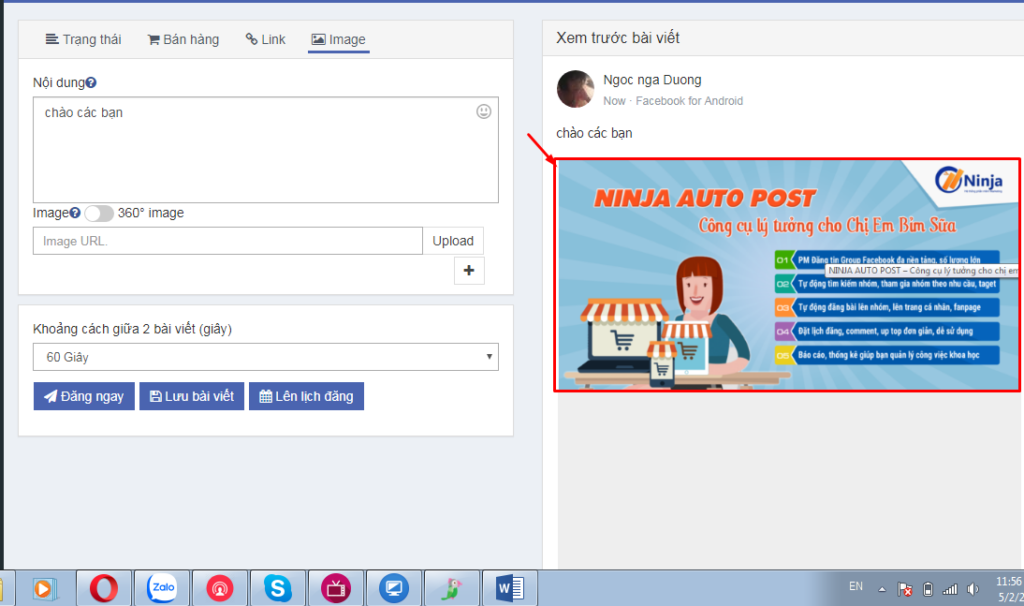 Trạng thái
Bán hàng
Link
Image
Nội dung
chào các bạn
Image
360° image
Image URL.
Upload
+
Khoảng cách giữa 2 bài viết (giây)
60 Giây
Đăng ngay
Lưu bài viết
Lên lịch đăng
Xem trước bài viết
Ngoc nga Duong
Now · Facebook for Android
chào các bạn
Ninja
NINJA AUTO POST
Công cụ lý tưởng cho Chị Em Bỉm Sữa
01 PM Đăng tin Group Facebook đa nền tảng, số lượng lớn
NINJA AUTO POST – Công cụ lý tưởng cho chị em
02 Tự động tìm kiếm nhóm, tham gia nhóm theo nhu cầu, taget
03 Tự động đăng bài lên nhóm, lên trang cá nhân, fanpage
04 Đặt lịch đăng, comment, up top đơn giản, dễ sử dụng
05 Báo cáo, thống kê giúp bạn quản lý công việc khoa học
Zalo
S
W
EN
11:56
5/2/2